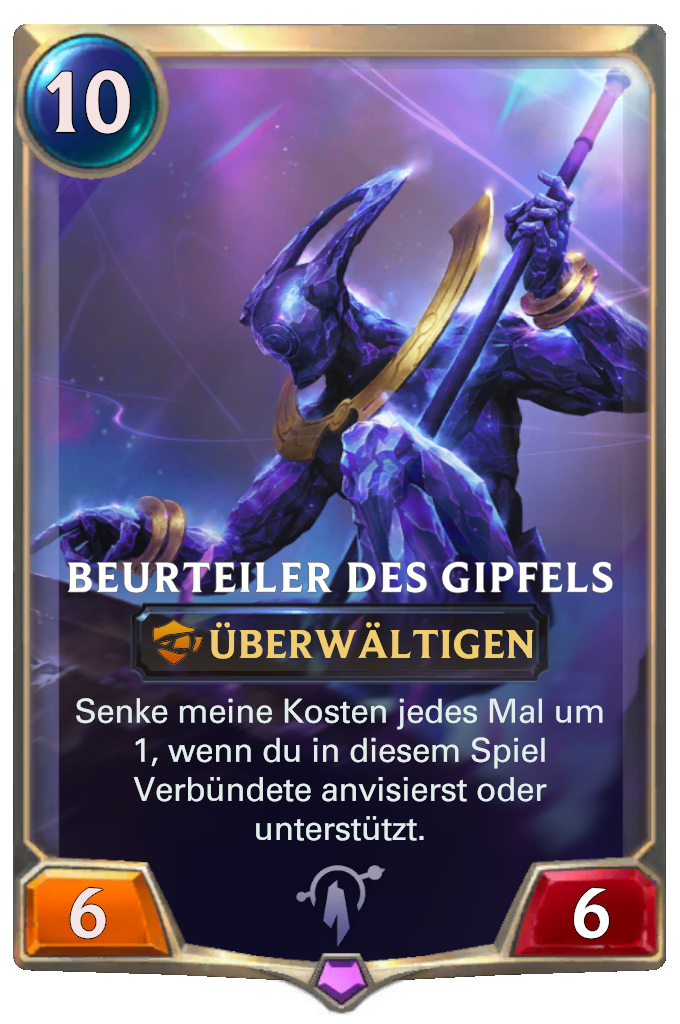 10
BEURTEILER DES GIPFELS
ÜBERWÄLTIGEN
Senke meine Kosten jedes Mal um
1, wenn du in diesem Spiel
Verbündete anvisierst oder
unterstützt.
6
6